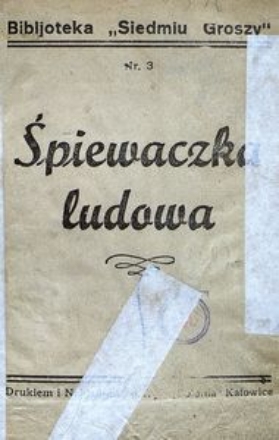 Bibljoteka „Siedmiu Groszy"
Nr. 3
Śpiewaczka
ludowa
Drukiem i Katowice